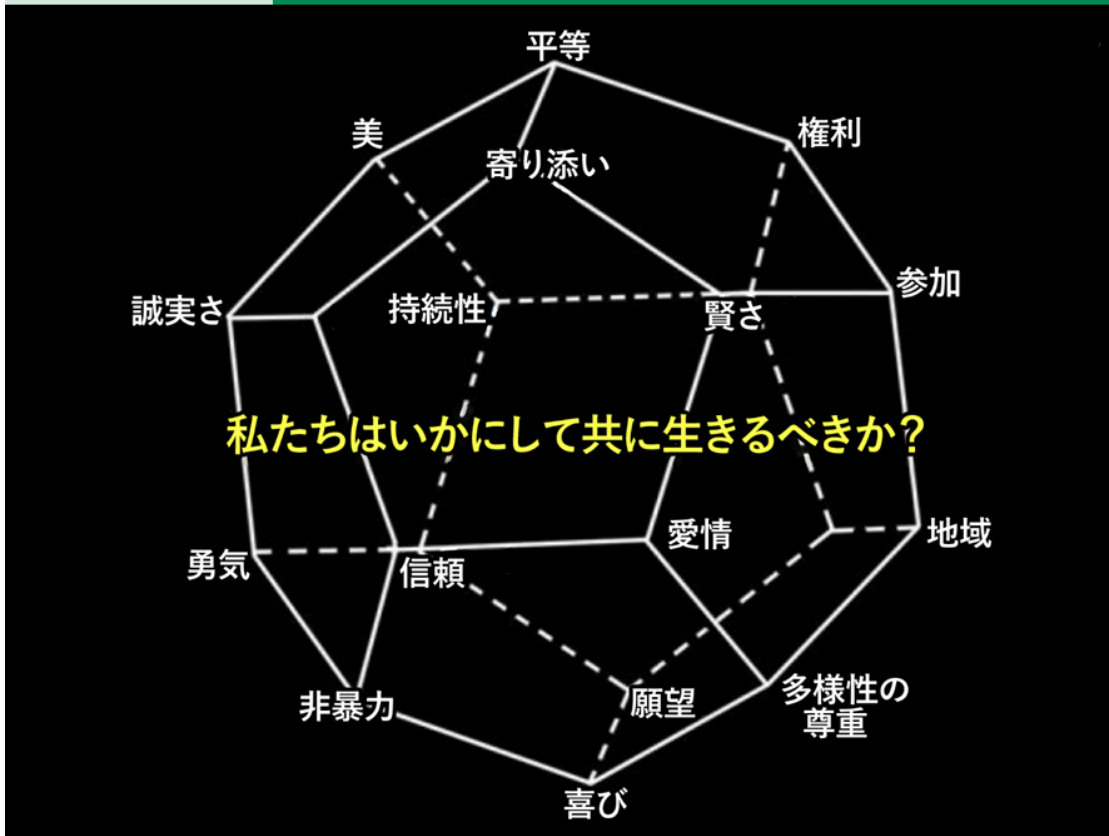 平等
美
権利
寄り添い
参加
誠実さ
持続性
賢さ
私たちはいかにして共に生きるべきか？
愛情
地域
勇気
信頼
非暴力
願望
多様性の
尊重
喜び